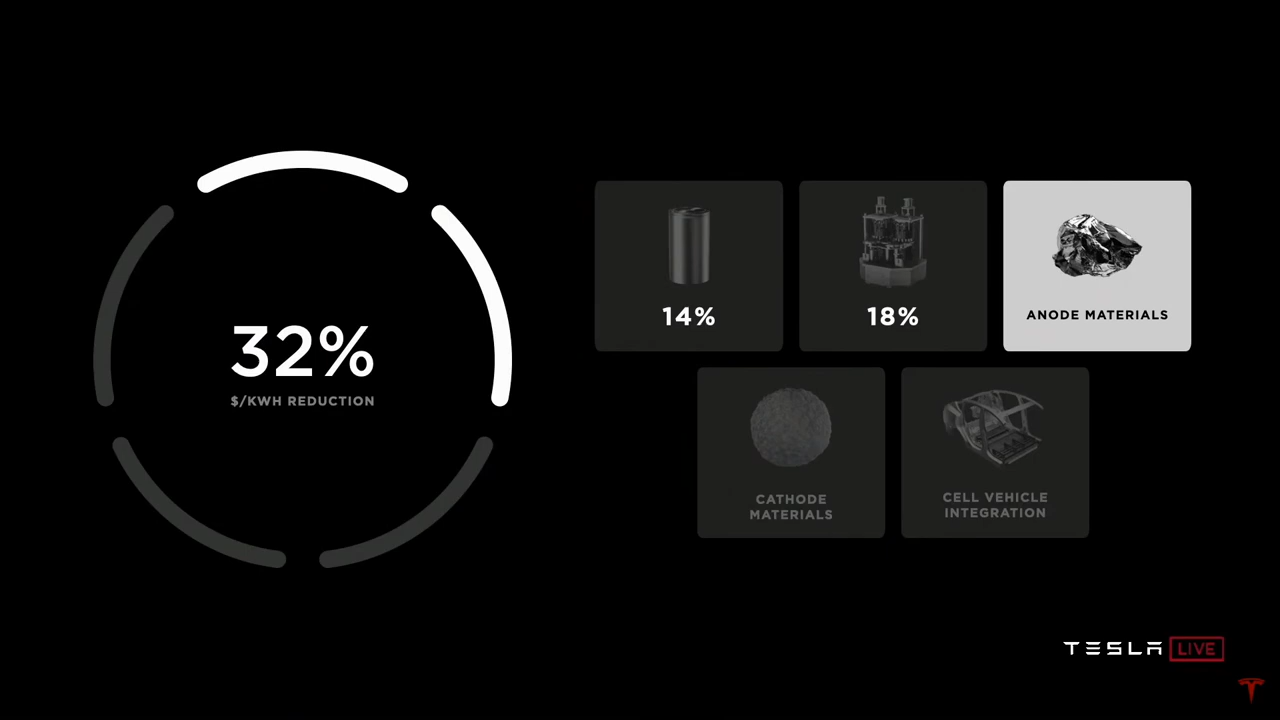 32%
$/KWH REDUCTION
14%
18%
ANODE MATERIALS
CATHODE
MATERIALS
CELL VEHICLE
INTEGRATION
TESLA LIVE